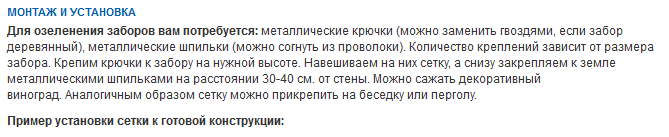 МОНТАЖ И УСТАНОВКА
Для озеленения заборов вам потребуется: металлические крючки (можно заменить гвоздями, если забор
деревянный), металлические шпильки (можно согнуть из проволоки). Количество креплений зависит от размера
забора. Крепим крючки к забору на нужной высоте. Навешиваем на них сетку, а снизу закрепляем к земле
металлическими шпильками на расстоянии 30-40 см. от стены. Можно сажать декоративный
виноград. Аналогичным образом сетку можно прикрепить на беседку или перголу.
Пример установки сетки к готовой конструкции: